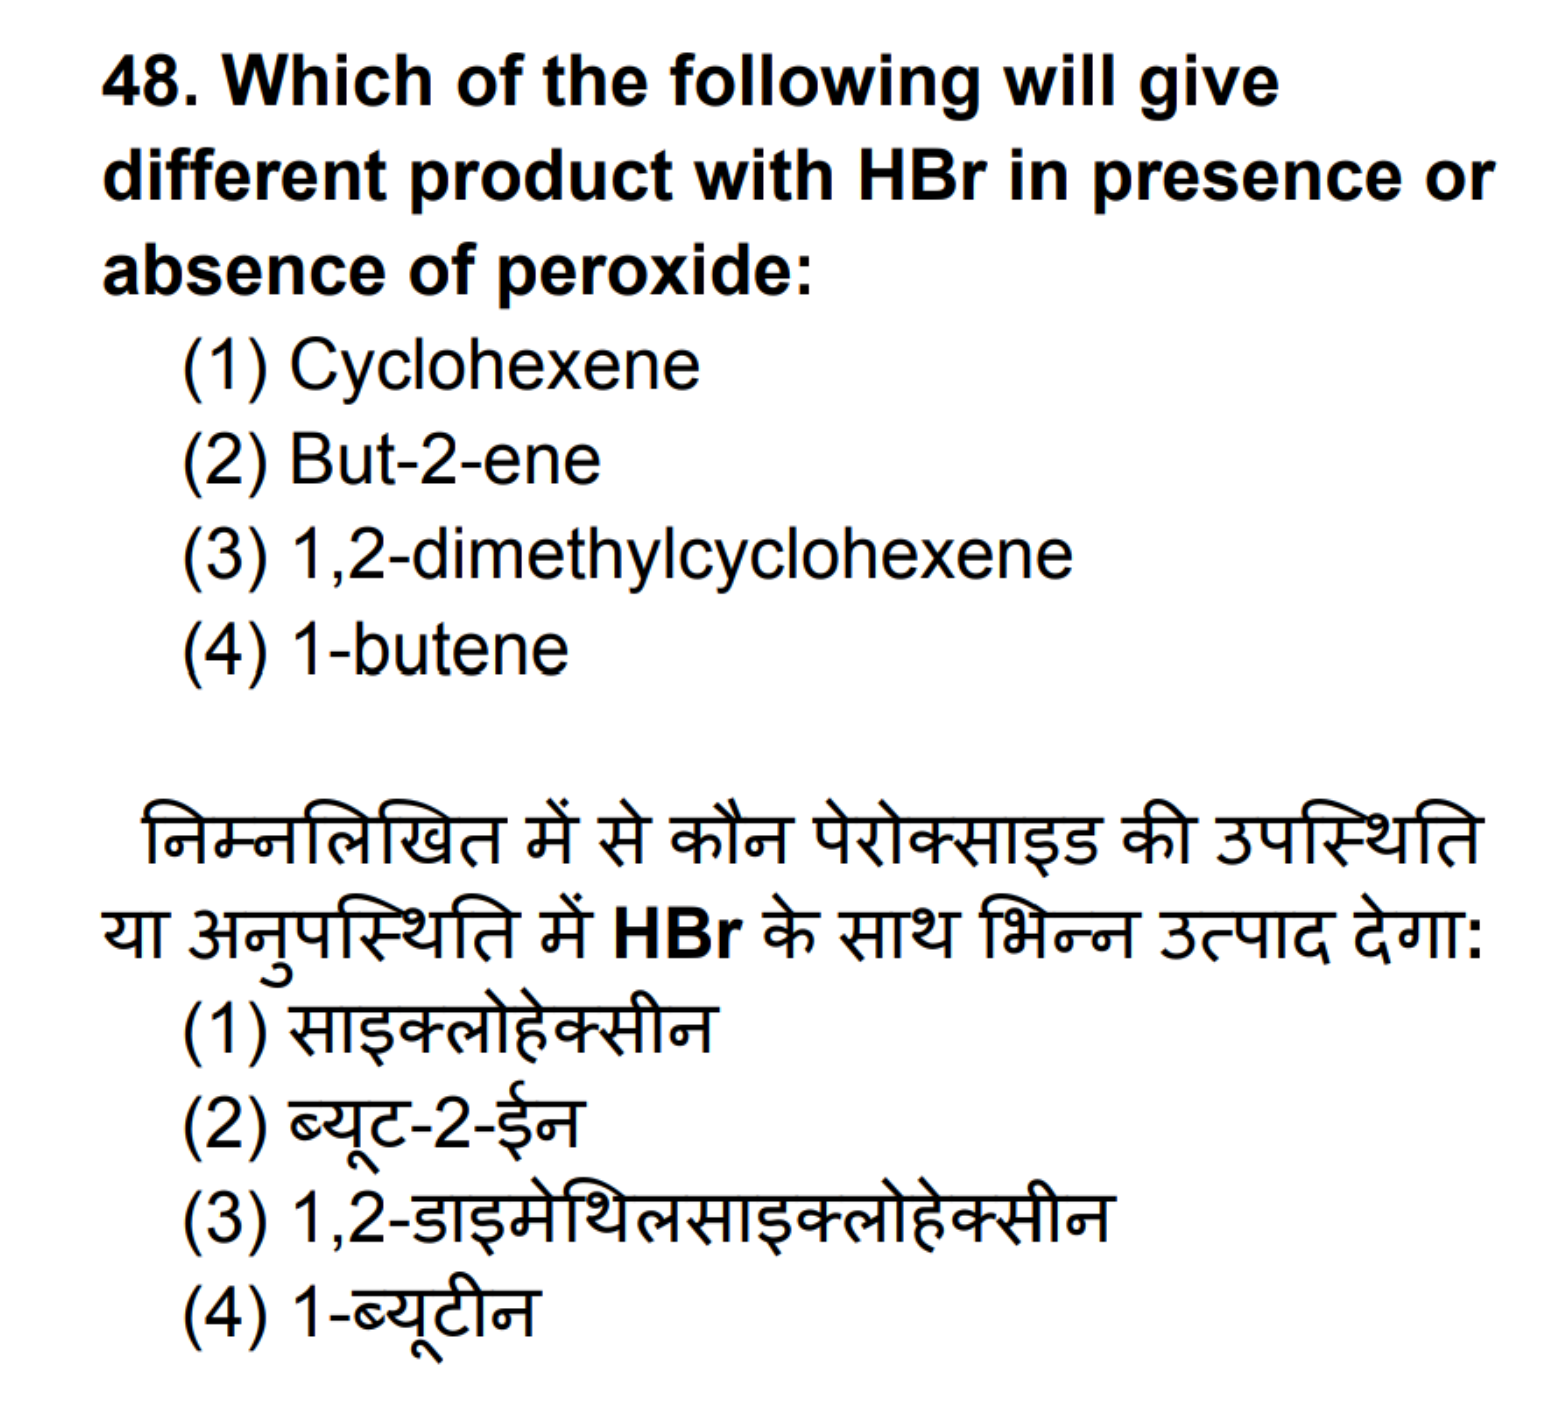 48. Which of the following will give
different product with HBr in presence or
absence of peroxide:
(1) Cyclohexene
(2) But-2-ene
(3) 1,2-dimethylcyclohexene
(4) 1-butene
निम्नलिखित में से कौन पेरोक्साइड की उपस्थिति
या अनुपस्थिति में HBr के साथ भिन्न उत्पाद देगा:
(1) साइक्लोहेक्सीन
(2) ब्यूट-2-ईन
(3) 1,2-डाइमेथिलसाइक्लोहेक्सीन
(4) 1-ब्यूटीन